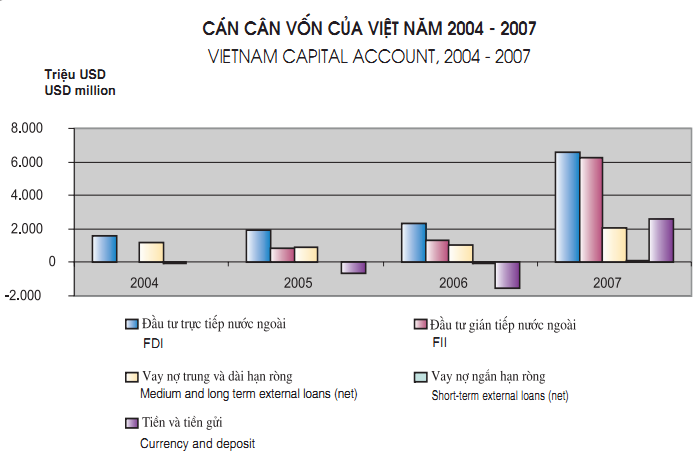 CÁN CÂN VỐN CỦA VIỆT NĂM 2004 - 2007
VIETNAM CAPITAL ACCOUNT, 2004 - 2007
Triệu USD
USD million
8.000
6.000
4.000
2.000
0
-2.000
2004 2005 2006 2007
Đầu tư trực tiếp nước ngoài
FDI
Đầu tư gián tiếp nước ngoài
FII
Vay nợ trung và dài hạn ròng
Medium and long term external loans (net)
Vay nợ ngắn hạn ròng
Short-term external loans (net)
Tiền và tiền gửi
Currency and deposit